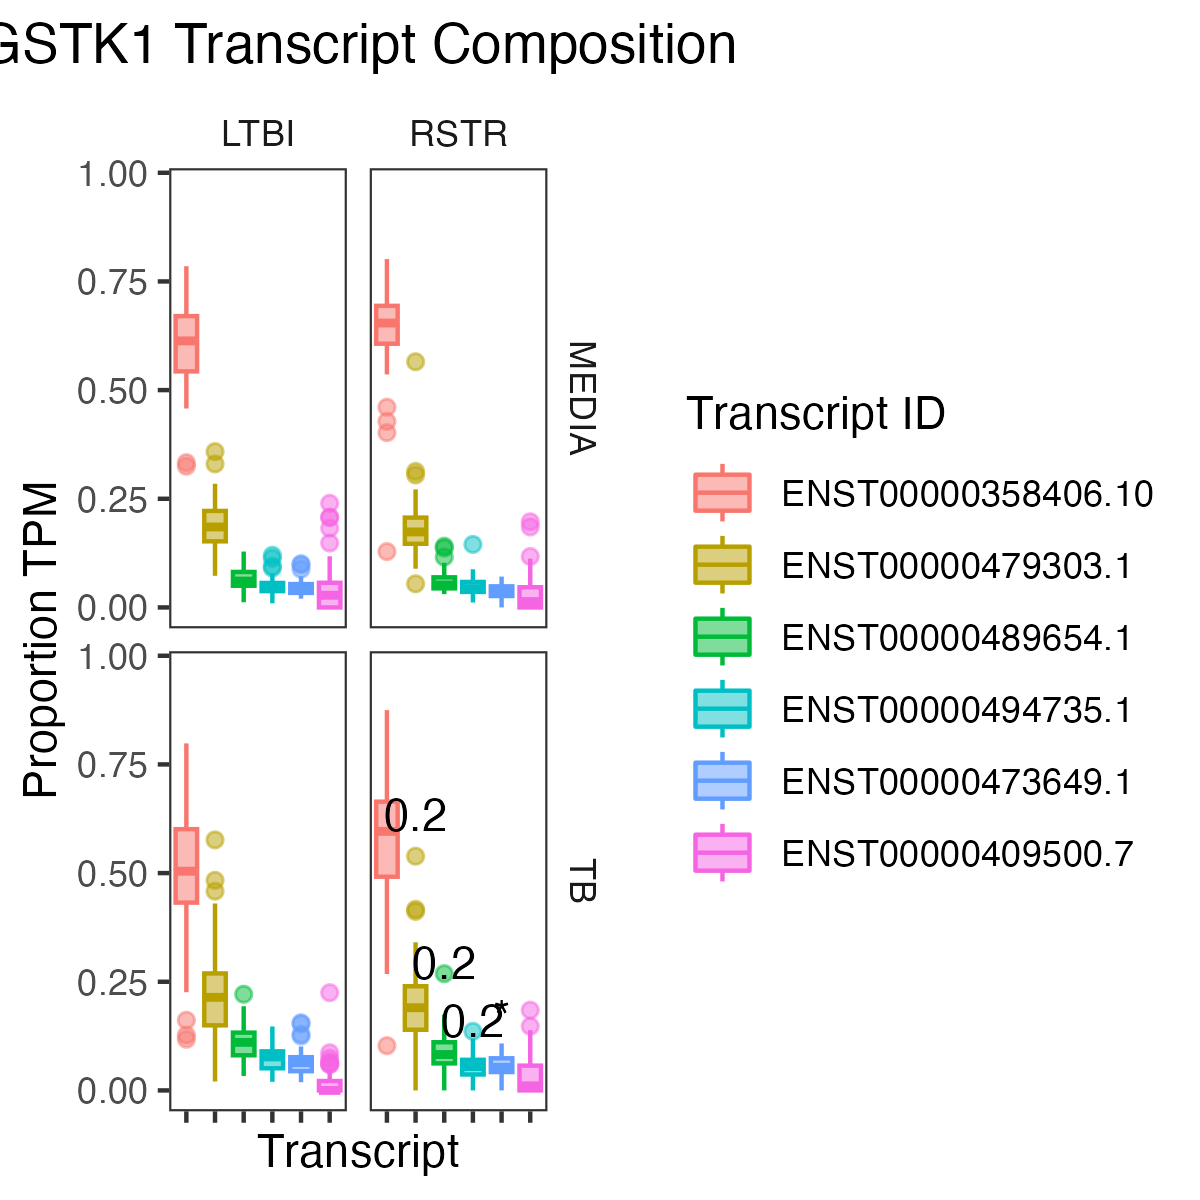 GSTK1 Transcript Composition
LTBI
RSTR
1.00
0.75
0.50
0.25
0.00
MEDIA
1.00
0.75
0.50
0.25
0.00
TB
0.2
0.2
0.2
*
Proportion TPM
Transcript
Transcript ID
ENST00000358406.10
ENST00000479303.1
ENST00000489654.1
ENST00000494735.1
ENST00000473649.1
ENST00000409500.7